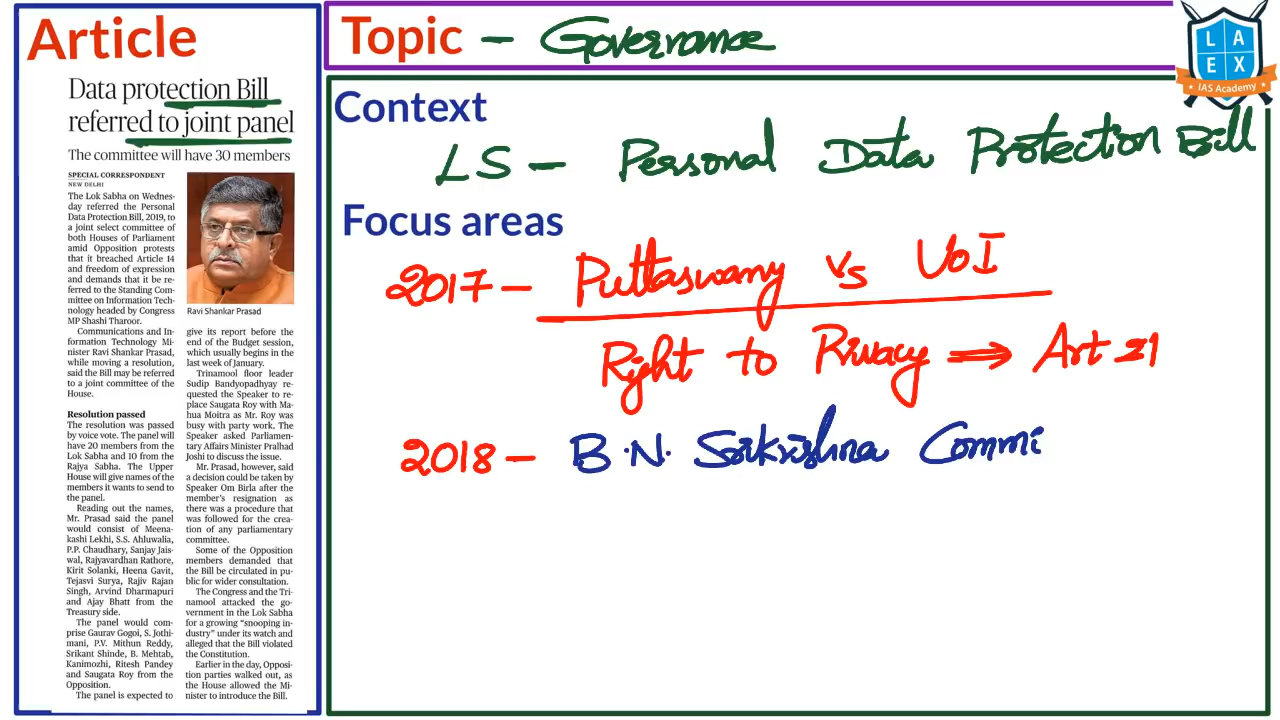 Article
Data protection Bill
referred to joint panel
The committee will have 30 members
SPECIAL CORRESPONDENT
NEW DELHI
The Lok Sabha on Wednes-
day referred the Personal
Data Protection Bill, 2019, to
a joint select committee of
both Houses of Parliament
amid Opposition protests
that it breached Article 14
and freedom of expression
and demands that it be re-
ferred to the Standing Com-
mittee on Information Tech-
nology headed by Congress
MP Shashi Tharoor.
Communications and In-
formation Technology Mi-
nister Ravi Shankar Prasad,
while moving a resolution,
said the Bill may be referred
to a joint committee of the
House.
Resolution passed
The resolution was passed
by voice vote. The panel will
have 20 members from the
Lok Sabha and 10 from the
Rajya Sabha. The Upper
House will give names of the
members it wants to send to
the panel.
Reading out the names,
Mr. Prasad said the panel
would consist of Meena-
kashi Lekhi, S.S. Ahluwalia,
P.P. Chaudhary, Sanjay Jais-
wal, Rajyavardhan Rathore,
Kirit Solanki, Heena Gavit,
Tejasvi Surya, Rajiv Rajan
Singh, Arvind Dharmapuri
and Ajay Bhatt from the
Treasury side.
The panel would com-
prise Gaurav Gogoi, S. Jothi-
mani, P.V. Mithun Reddy,
Srikant Shinde, B. Mehtab,
Kanimozhi, Ritesh Pandey
and Saugata Roy from the
Opposition.
The panel is expected to
Ravi Shankar Prasad
give its report before the
end of the Budget session,
which usually begins in the
last week of January.
Trinamool floor leader
Sudip Bandyopadhyay re-
quested the Speaker to re-
place Saugata Roy with Ma-
hua Moitra as Mr. Roy was
busy with party work. The
Speaker asked Parliamen-
tary Affairs Minister Pralhad
Joshi to discuss the issue.
Mr. Prasad, however, said
a decision could be taken by
Speaker Om Birla after the
member's resignation as
there was a procedure that
was followed for the crea-
tion of any parliamentary
committee.
Some of the Opposition
members demanded that
the Bill be circulated in pu-
blic for wider consultation.
The Congress and the Tri-
namool attacked the go-
vernment in the Lok Sabha
for a growing "snooping in-
dustry" under its watch and
alleged that the Bill violated
the Constitution.
Earlier in the day, Opposi-
tion parties walked out, as
the House allowed the Mi-
nister to introduce the Bill.
Topic - Governance
LA
EX
IAS Academy
Context
LS - Personal Data Protection Bill
Focus areas
2017 - Puttaswamy vs UoI
Right to Privacy ⇒ Art 21
2018 - B.N. Srikrishna Commi